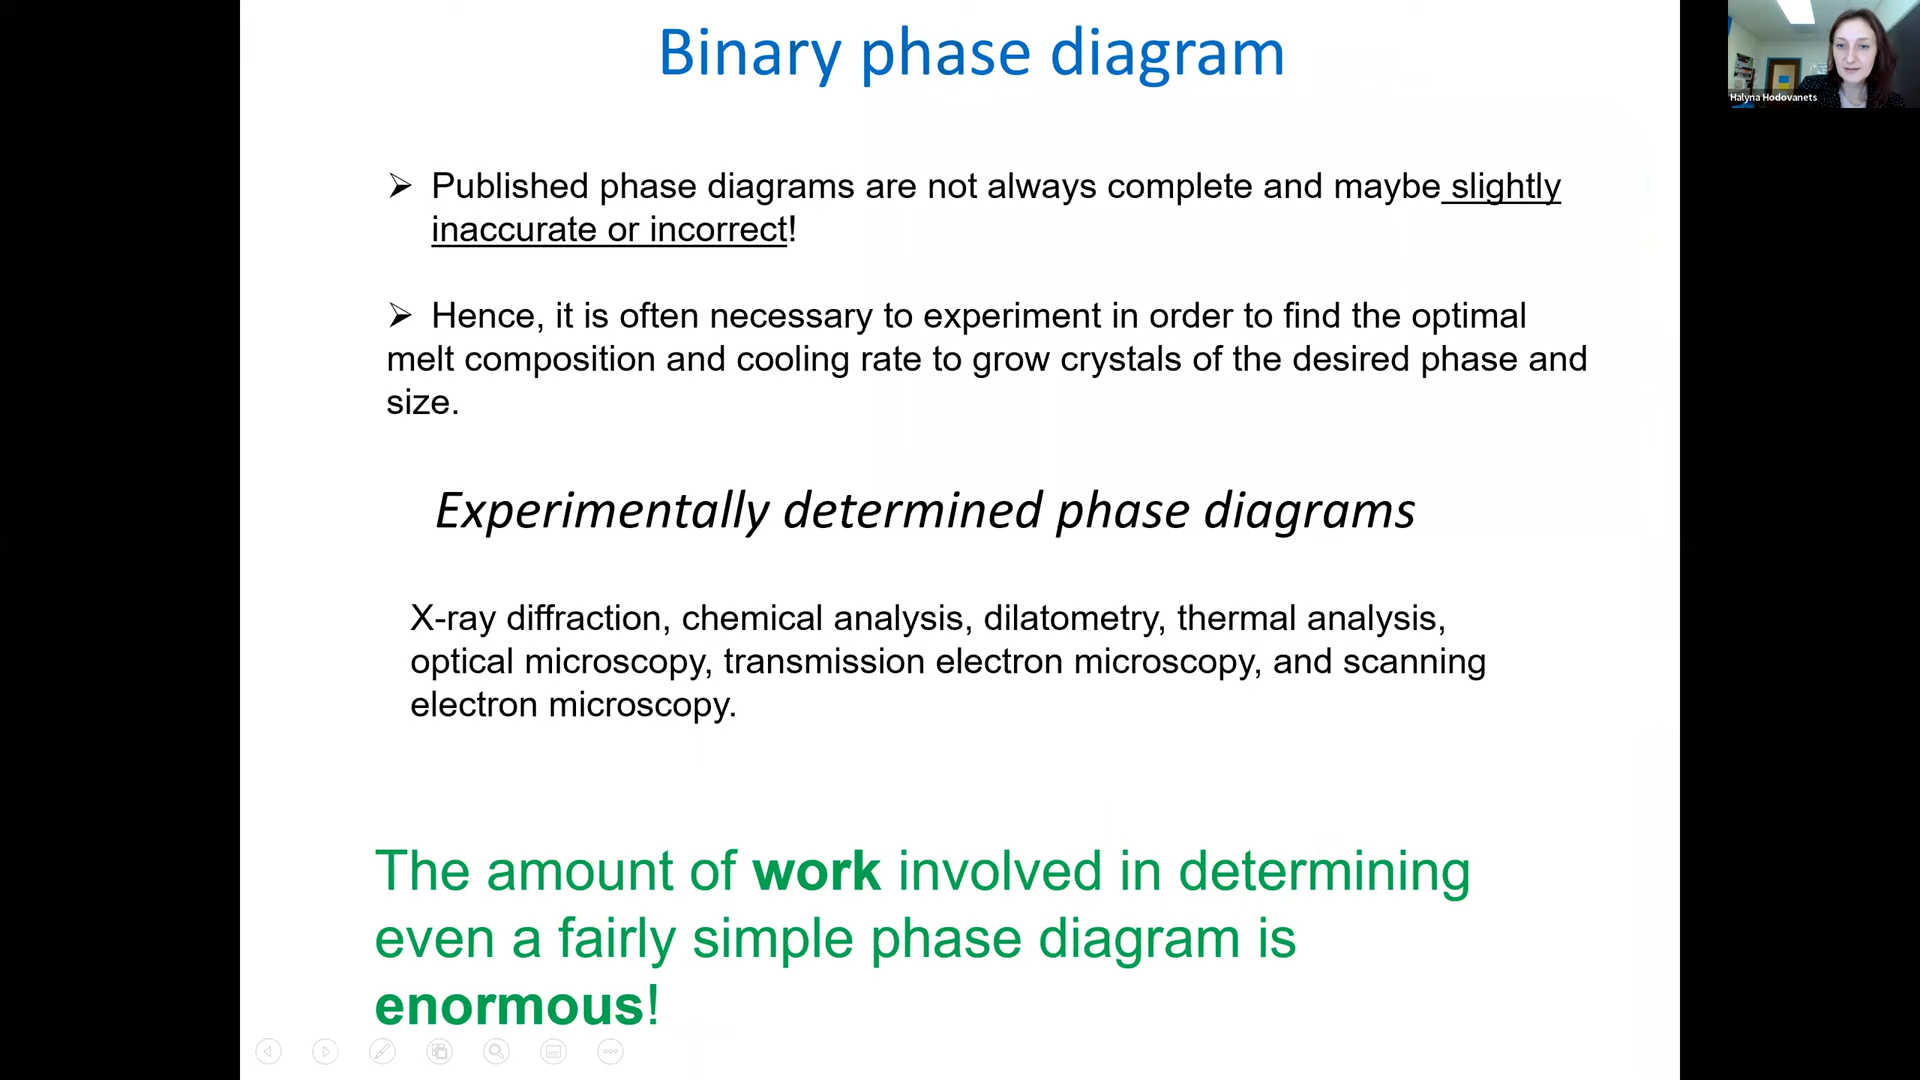 Binary phase diagram
Halyna Hodovanets
➢ Published phase diagrams are not always complete and maybe slightly
inaccurate or incorrect!
➢ Hence, it is often necessary to experiment in order to find the optimal
melt composition and cooling rate to grow crystals of the desired phase and
size.
Experimentally determined phase diagrams
X-ray diffraction, chemical analysis, dilatometry, thermal analysis,
optical microscopy, transmission electron microscopy, and scanning
electron microscopy.
The amount of work involved in determining
even a fairly simple phase diagram is
enormous!